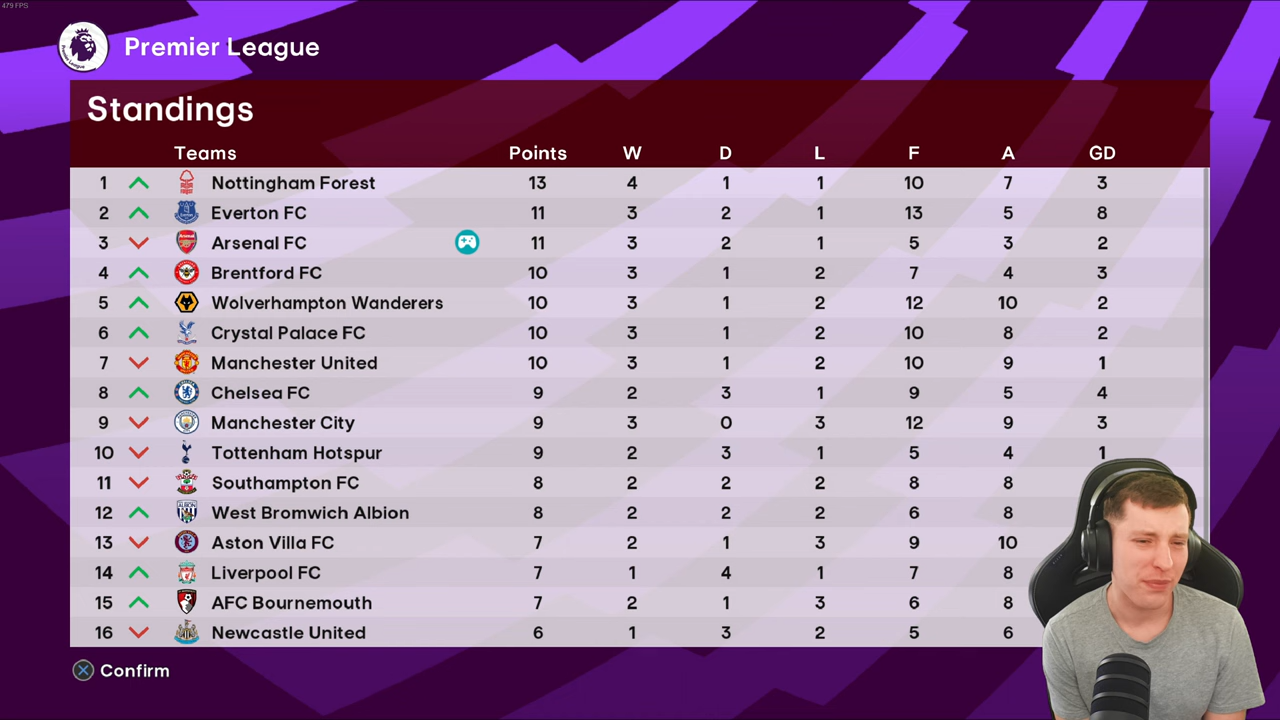 479 FPS
Premier League
Standings
Teams Points W D L F A GD
1 Nottingham Forest 13 4 1 1 10 7 3
2 Everton FC 11 3 2 1 13 5 8
3 Arsenal FC 11 3 2 1 5 3 2
4 Brentford FC 10 3 1 2 7 4 3
5 Wolverhampton Wanderers 10 3 1 2 12 10 2
6 Crystal Palace FC 10 3 1 2 10 8 2
7 Manchester United 10 3 1 2 10 9 1
8 Chelsea FC 9 2 3 1 9 5 4
9 Manchester City 9 3 0 3 12 9 3
10 Tottenham Hotspur 9 2 3 1 5 4 1
11 Southampton FC 8 2 2 2 8 8
12 West Bromwich Albion 8 2 2 2 6 8
13 Aston Villa FC 7 2 1 3 9 10
14 Liverpool FC 7 1 4 1 7 8
15 AFC Bournemouth 7 2 1 3 6 8
16 Newcastle United 6 1 3 2 5 6
Confirm